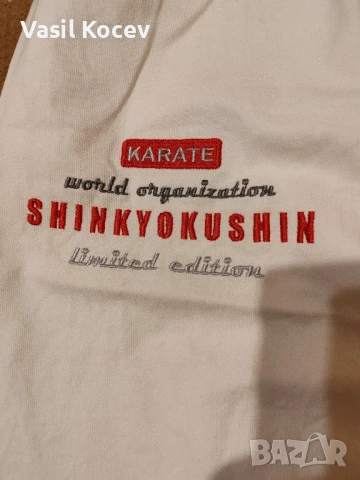 Vasil Kocev
KARATE
world organization
SHINKYOKUSHIN
limited edition
BAZAR